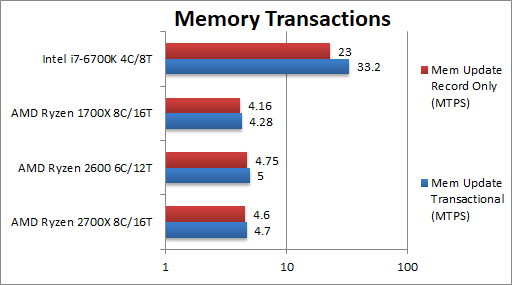 Memory Transactions
Intel i7-6700K 4C/8T
23
33.2
AMD Ryzen 1700X 8C/16T
4.16
4.28
AMD Ryzen 2600 6C/12T
4.75
5
AMD Ryzen 2700X 8C/16T
4.6
4.7
1
10
100
Mem Update
Record Only
(MTPS)
Mem Update
Transactional
(MTPS)